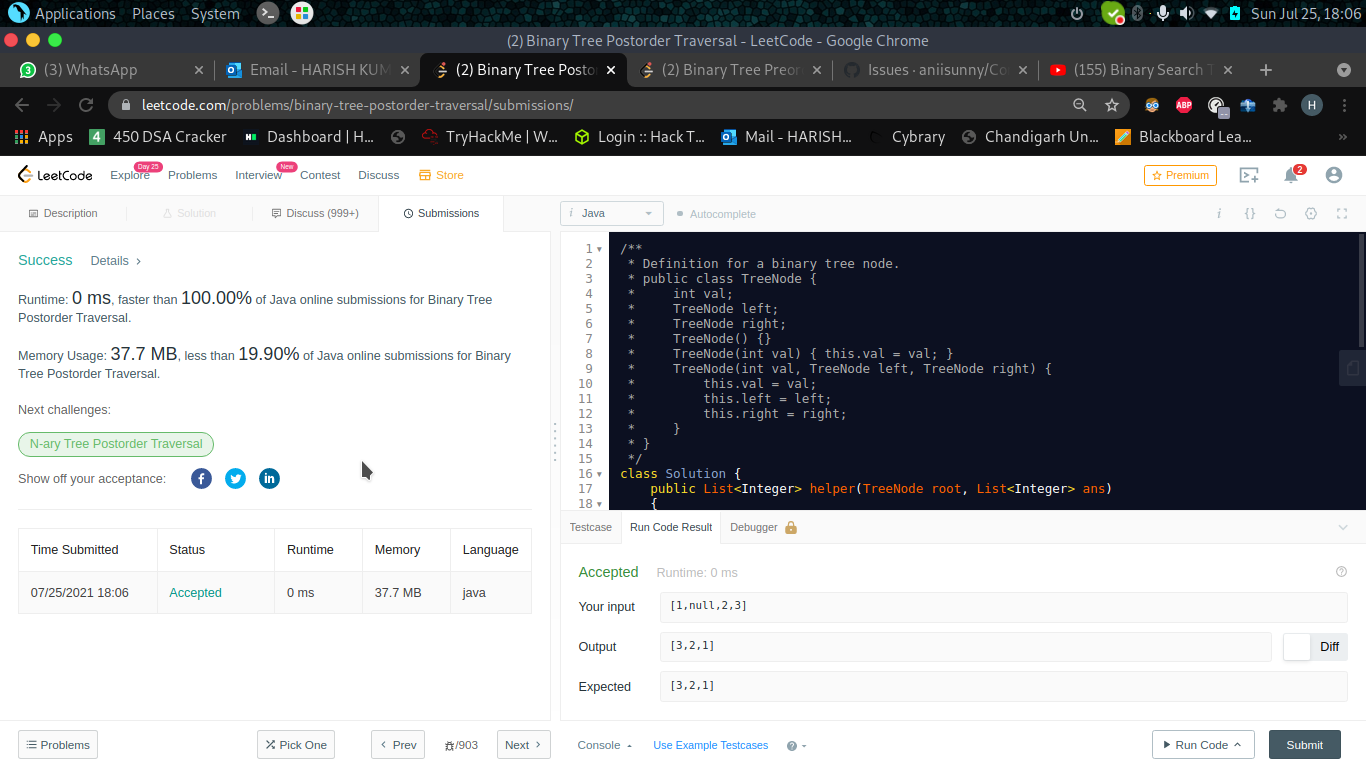 Applications Places System Sun Jul 25, 18:06
(2) Binary Tree Postorder Traversal - LeetCode - Google Chrome
(3) WhatsApp Email - HARISH KUM (2) Binary Tree Posto (2) Binary Tree Preor Issues · aniisunny/Co (155) Binary Search T
leetcode.com/problems/binary-tree-postorder-traversal/submissions/ ABP H
Apps 4 450 DSA Cracker Dashboard | H... TryHackMe | W... Login :: Hack T... Mail - HARISH... Cybrary Chandigarh Un... Blackboard Lea... »
LeetCode Explore Day 25 Problems Interview New Contest Discuss Store Premium 2
Description Solution Discuss (999+) Submissions
i Java Autocomplete i {}
Success Details >
Runtime: 0 ms, faster than 100.00% of Java online submissions for Binary Tree
Postorder Traversal.
Memory Usage: 37.7 MB, less than 19.90% of Java online submissions for Binary
Tree Postorder Traversal.
Next challenges:
N-ary Tree Postorder Traversal
Show off your acceptance:
Time Submitted Status Runtime Memory Language
07/25/2021 18:06 Accepted 0 ms 37.7 MB java
1 /**
2  * Definition for a binary tree node.
3  * public class TreeNode {
4  *     int val;
5  *     TreeNode left;
6  *     TreeNode right;
7  *     TreeNode() {}
8  *     TreeNode(int val) { this.val = val; }
9  *     TreeNode(int val, TreeNode left, TreeNode right) {
10  *         this.val = val;
11  *         this.left = left;
12  *         this.right = right;
13  *     }
14  * }
15  */
16 class Solution {
17     public List<Integer> helper(TreeNode root, List<Integer> ans)
18     {
Testcase Run Code Result Debugger
Accepted Runtime: 0 ms
Your input [1,null,2,3]
Output [3,2,1] Diff
Expected [3,2,1]
Problems Pick One < Prev /903 Next > Console Use Example Testcases Run Code Submit